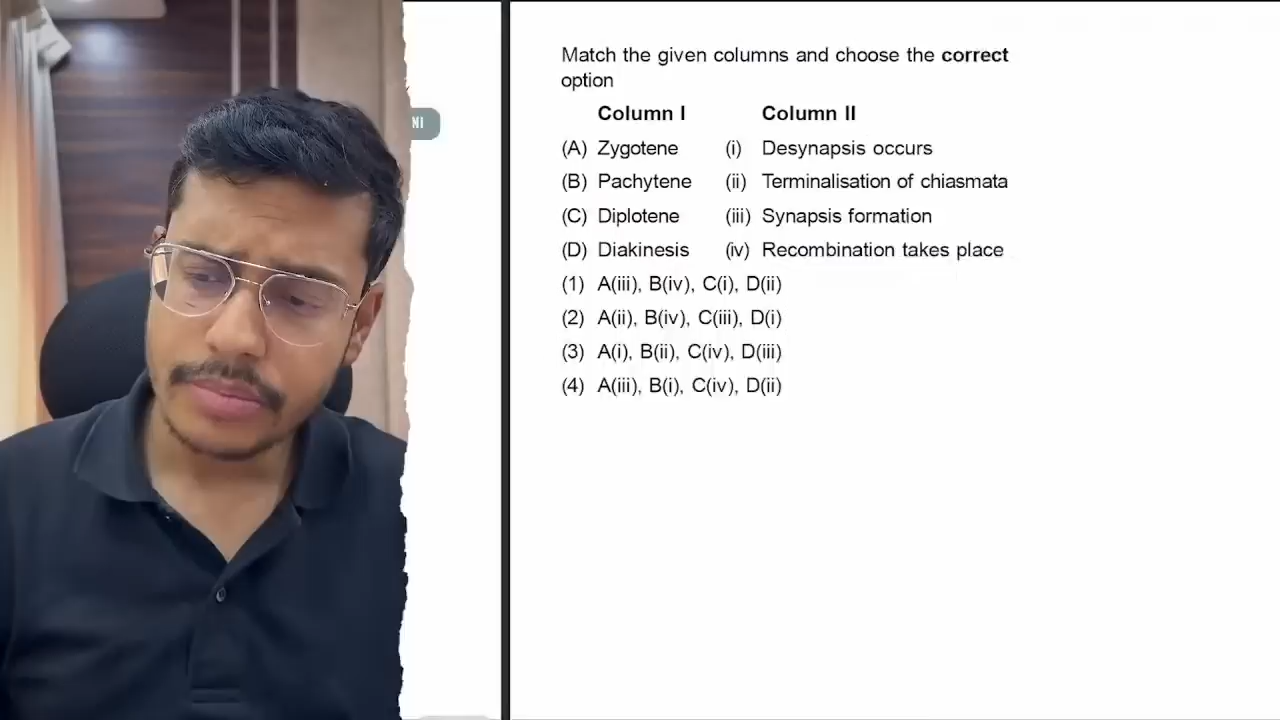 NI
Match the given columns and choose the correct
option
Column I Column II
(A) Zygotene (i) Desynapsis occurs
(B) Pachytene (ii) Terminalisation of chiasmata
(C) Diplotene (iii) Synapsis formation
(D) Diakinesis (iv) Recombination takes place
(1) A(iii), B(iv), C(i), D(ii)
(2) A(ii), B(iv), C(iii), D(i)
(3) A(i), B(ii), C(iv), D(iii)
(4) A(iii), B(i), C(iv), D(ii)